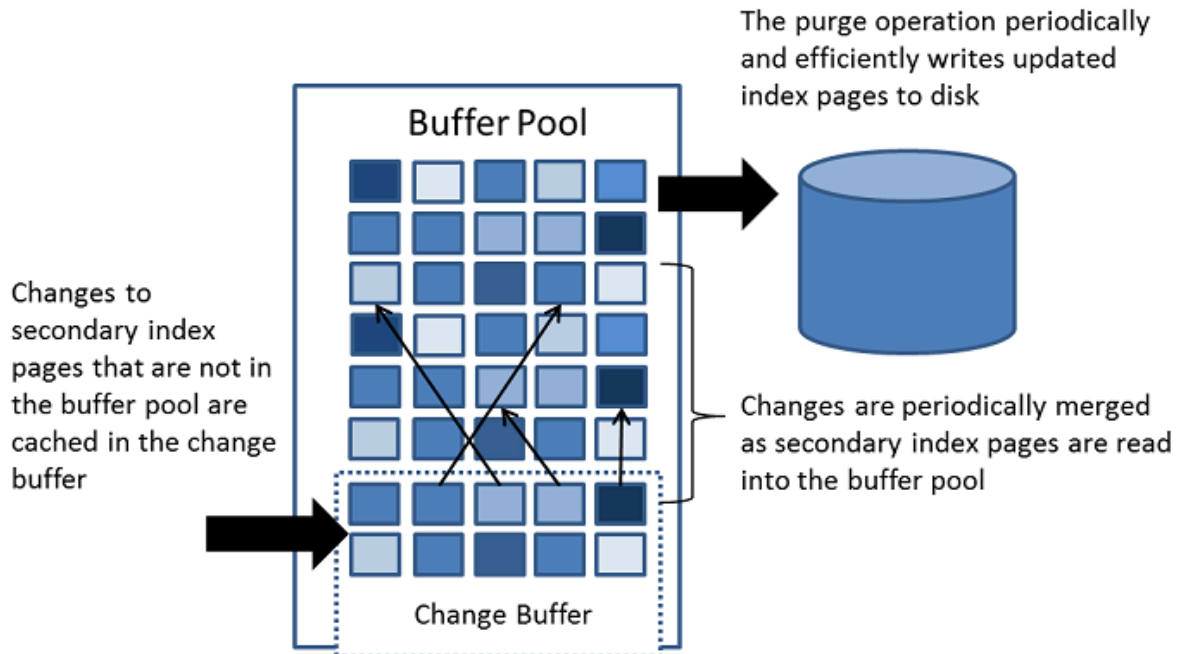 The purge operation periodically
and efficiently writes updated
index pages to disk
Buffer Pool
Changes to
secondary index
pages that are not in
the buffer pool are
cached in the change
buffer
Changes are periodically merged
as secondary index pages are read
into the buffer pool
Change Buffer